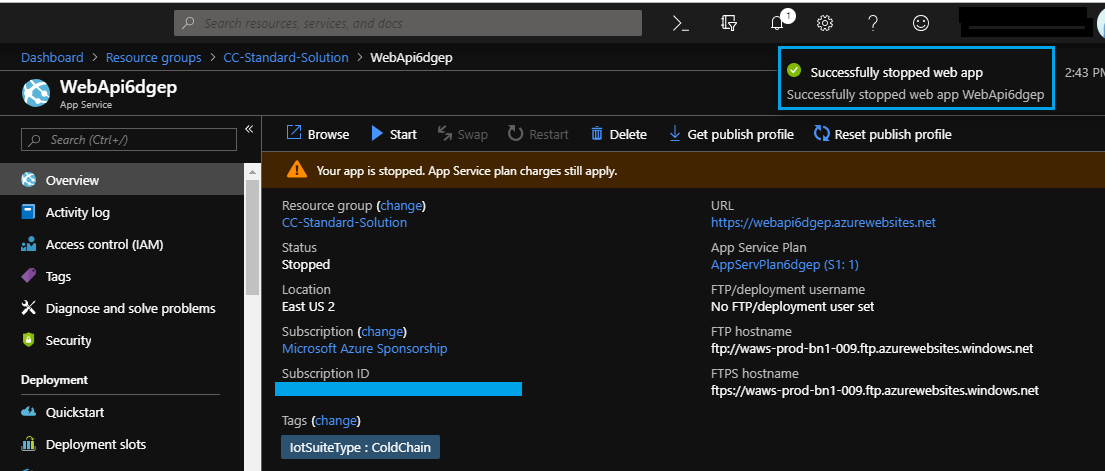 Search resources, services, and docs
1
Dashboard > Resource groups > CC-Standard-Solution > WebApi6dgep
Successfully stopped web app
Successfully stopped web app WebApi6dgep
2:43 PM
WebApi6dgep
App Service
Search (Ctrl+/)
Browse Start Swap Restart Delete Get publish profile Reset publish profile
Your app is stopped. App Service plan charges still apply.
Overview
Activity log
Access control (IAM)
Tags
Diagnose and solve problems
Security
Deployment
Quickstart
Deployment slots
Resource group (change)
CC-Standard-Solution
Status
Stopped
Location
East US 2
Subscription (change)
Microsoft Azure Sponsorship
Subscription ID
Tags (change)
IotSuiteType : ColdChain
URL
https://webapi6dgep.azurewebsites.net
App Service Plan
AppServPlan6dgep (S1: 1)
FTP/deployment username
No FTP/deployment user set
FTP hostname
ftp://waws-prod-bn1-009.ftp.azurewebsites.windows.net
FTPS hostname
ftps://waws-prod-bn1-009.ftp.azurewebsites.windows.net